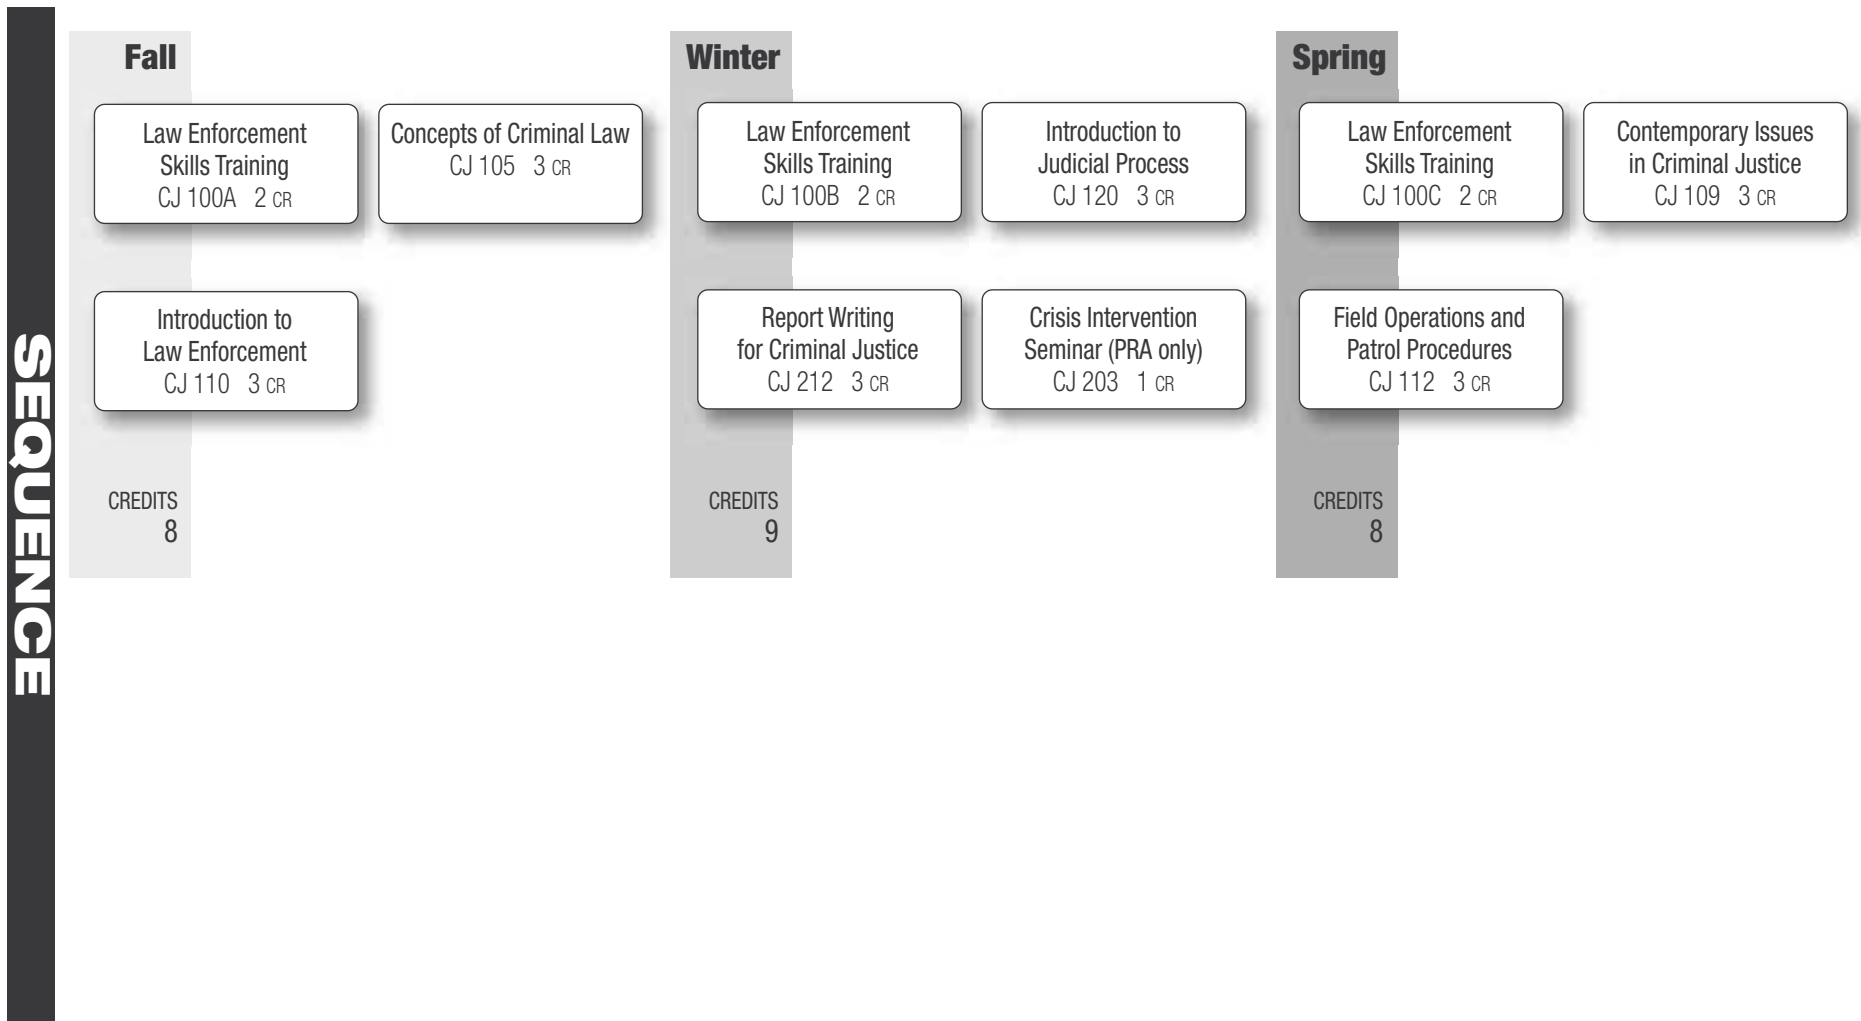 SEQUENCE
Fall
Law Enforcement
Skills Training
CJ 100A 2 CR
Concepts of Criminal Law
CJ 105 3 CR
Introduction to
Law Enforcement
CJ 110 3 CR
CREDITS
8
Winter
Law Enforcement
Skills Training
CJ 100B 2 CR
Introduction to
Judicial Process
CJ 120 3 CR
Report Writing
for Criminal Justice
CJ 212 3 CR
Crisis Intervention
Seminar (PRA only)
CJ 203 1 CR
CREDITS
9
Spring
Law Enforcement
Skills Training
CJ 100C 2 CR
Contemporary Issues
in Criminal Justice
CJ 109 3 CR
Field Operations and
Patrol Procedures
CJ 112 3 CR
CREDITS
8